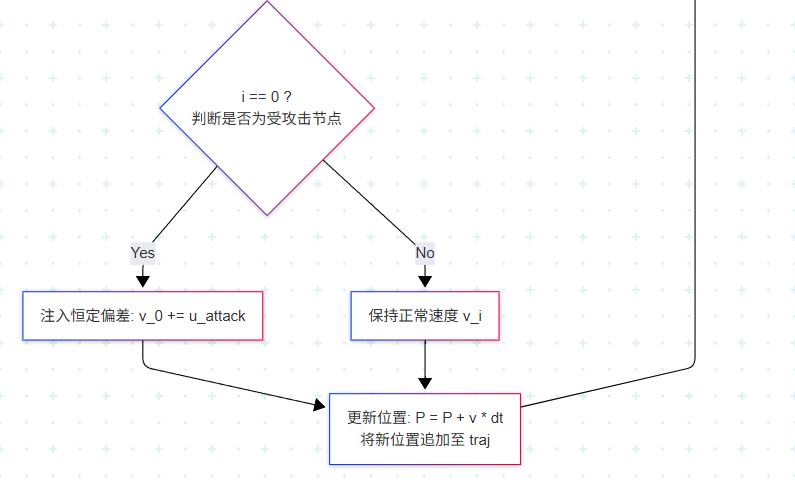 i == 0 ?
判断是否为受攻击节点
Yes
No
注入恒定偏差: v_0 += u_attack
保持正常速度 v_i
更新位置: P = P + v * dt
将新位置追加至 traj